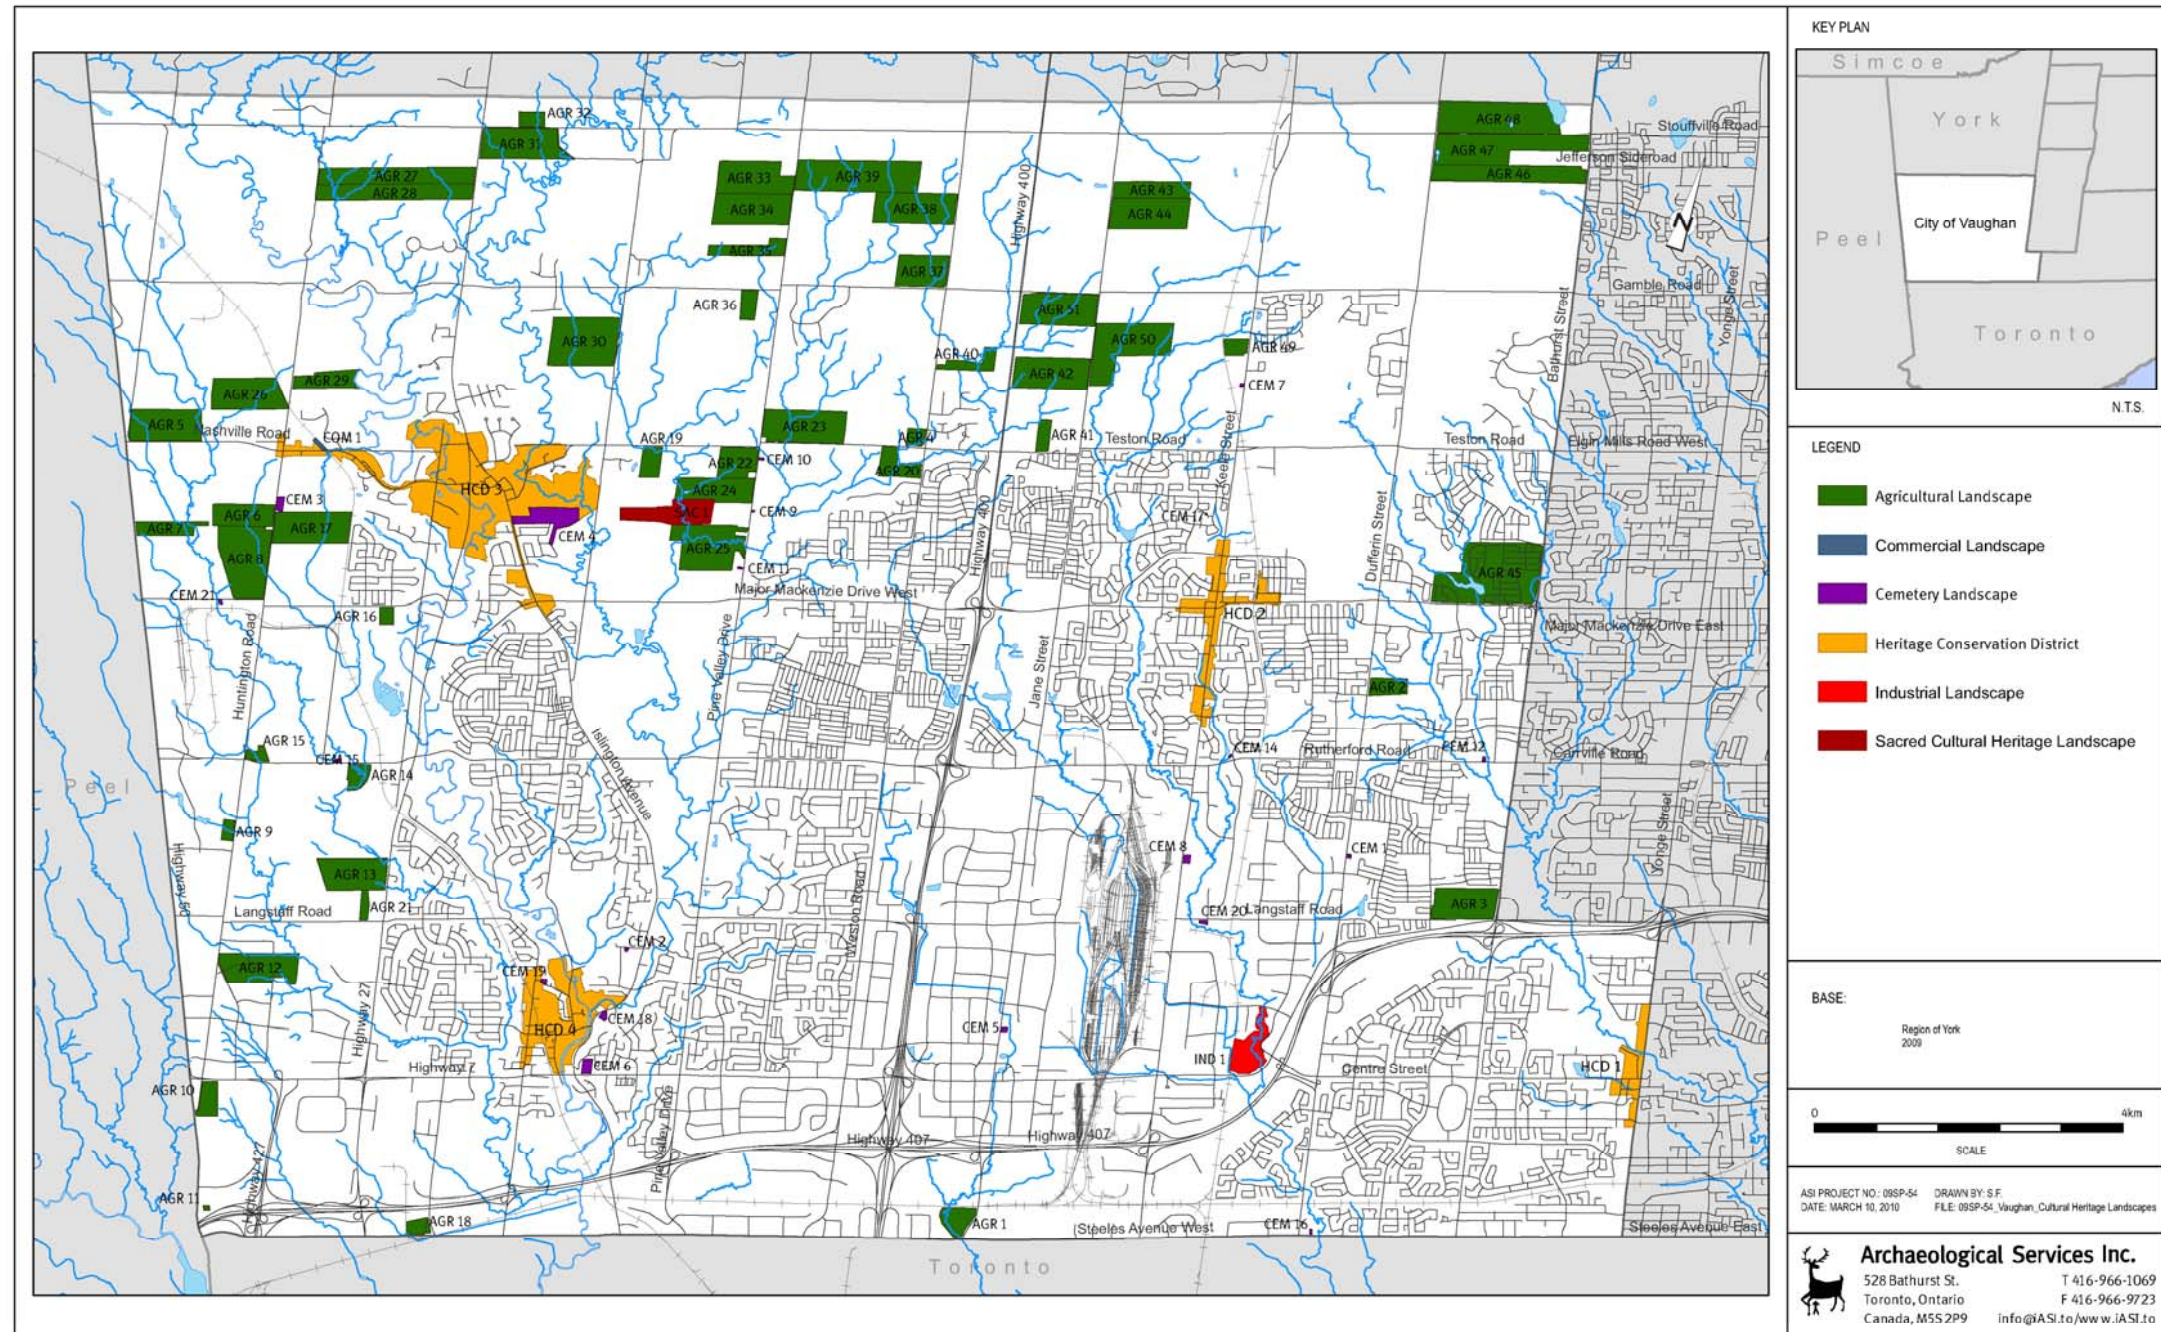 AGR 32
AGR 31
AGR 27
AGR 28
AGR 33
AGR 39
AGR 34
AGR 38
AGR 35
AGR 37
AGR 36
Highway 400
AGR 43
AGR 44
AGR 48
AGR 47
AGR 46
Stouffville Road
Jefferson Sideroad
Gamble Road
Yonge Street
Bathurst Street
AGR 30
AGR 51
AGR 50
AGR 40
AGR 42
AGR 49
CEM 7
AGR 26
AGR 29
AGR 5
Nashville Road
COM 1
AGR 19
AGR 23
AGR 4
AGR 41
Teston Road
Keele Street
Teston Road
Elgin Mills Road West
AGR 22
CEM 10
AGR 20
HCD 3
AGR 24
CEM 3
AGR 6
SAC 1
CEM 9
CEM 17
AGR 7
AGR 17
CEM 4
AGR 25
AGR 8
CEM 11
Highway 400
Dufferin Street
AGR 45
CEM 21
Major Mackenzie Drive West
AGR 16
HCD 2
Major Mackenzie Drive East
Huntington Road
Pine Valley Drive
Jane Street
AGR 2
AGR 15
CEM 15
AGR 14
Islington Avenue
CEM 14
Rutherford Road
CEM 12
Carrville Road
Peel
AGR 9
Yonge Street
Highway 50
AGR 13
CEM 8
CEM 1
AGR 21
Langstaff Road
Weston Road
CEM 20
Langstaff Road
AGR 3
CEM 2
AGR 12
CEM 19
Highway 27
HCD 4
CEM 18
CEM 5
IND 1
Highway 7
CEM 6
Centre Street
HCD 1
AGR 10
Pine Valley Drive
Highway 407
Highway 407
Highway 427
AGR 11
AGR 18
AGR 1
Steeles Avenue West
CEM 16
Steeles Avenue East
Toronto
N
KEY PLAN
Simcoe
York
City of Vaughan
Peel
Toronto
N.T.S.
LEGEND
Agricultural Landscape
Commercial Landscape
Cemetery Landscape
Heritage Conservation District
Industrial Landscape
Sacred Cultural Heritage Landscape
BASE:
Region of York
2009
0 4km
SCALE
ASI PROJECT NO.: 09SP-54 DRAWN BY: S.F.
DATE: MARCH 10, 2010 FILE: 09SP-54_Vaughan_Cultural Heritage Landscapes
Archaeological Services Inc.
528 Bathurst St. T 416-966-1069
Toronto, Ontario F 416-966-9723
Canada, M5S 2P9 info@iASI.to/www.iASI.to